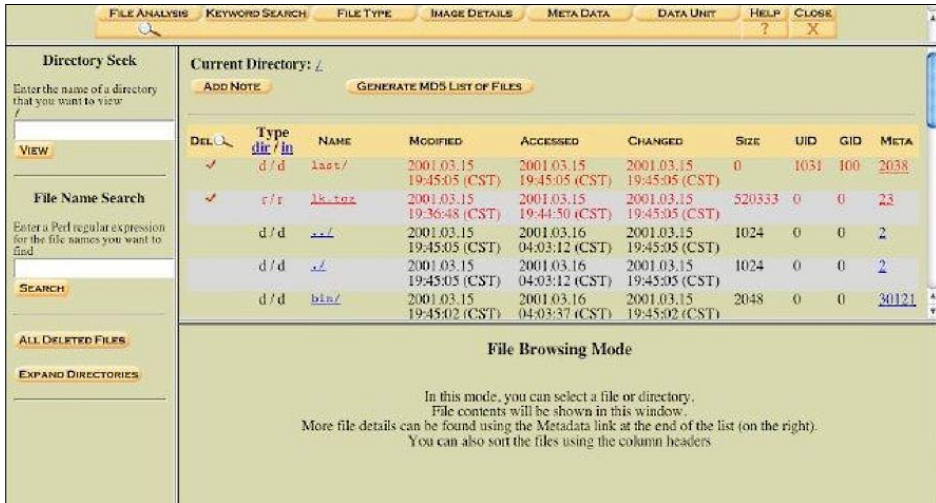 FILE ANALYSIS KEYWORD SEARCH FILE TYPE IMAGE DETAILS META DATA DATA UNIT HELP CLOSE
? X
Directory Seek
Enter the name of a directory
that you want to view
/
VIEW
File Name Search
Enter a Perl regular expression
for the file names you want to
find
SEARCH
ALL DELETED FILES
EXPAND DIRECTORIES
Current Directory: /
ADD NOTE GENERATE MD5 LIST OF FILES
DEL Type NAME MODIFIED ACCESSED CHANGED SIZE UID GID META
dir / in
d / d last/ 2001.03.15 2001.03.15 2001.03.15 0 1031 100 2038
19:45:05 (CST) 19:45:05 (CST) 19:45:05 (CST)
r / r lk.tgz 2001.03.15 2001.03.15 2001.03.15 520333 0 0 23
19:36:48 (CST) 19:44:50 (CST) 19:45:05 (CST)
d / d ../ 2001.03.15 2001.03.16 2001.03.15 1024 0 0 2
19:45:05 (CST) 04:03:12 (CST) 19:45:05 (CST)
d / d ./ 2001.03.15 2001.03.16 2001.03.15 1024 0 0 2
19:45:05 (CST) 04:03:12 (CST) 19:45:05 (CST)
d / d bin/ 2001.03.15 2001.03.16 2001.03.15 2048 0 0 30121
19:45:02 (CST) 04:03:37 (CST) 19:45:02 (CST)
File Browsing Mode
In this mode, you can select a file or directory.
File contents will be shown in this window.
More file details can be found using the Metadata link at the end of the list (on the right).
You can also sort the files using the column headers